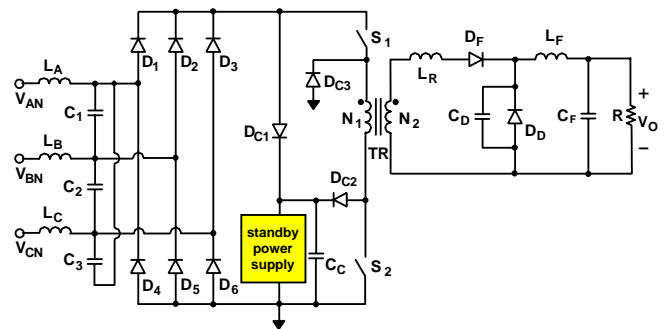 L_A
V_AN
C_1
L_B
V_BN
C_2
L_C
V_CN
C_3
D_1
D_2
D_3
D_4
D_5
D_6
D_C1
standby
power
supply
C_C
D_C2
D_C3
S_1
S_2
N_1
N_2
TR
L_R
D_F
C_D
D_D
L_F
C_F
R
+
V_O
−